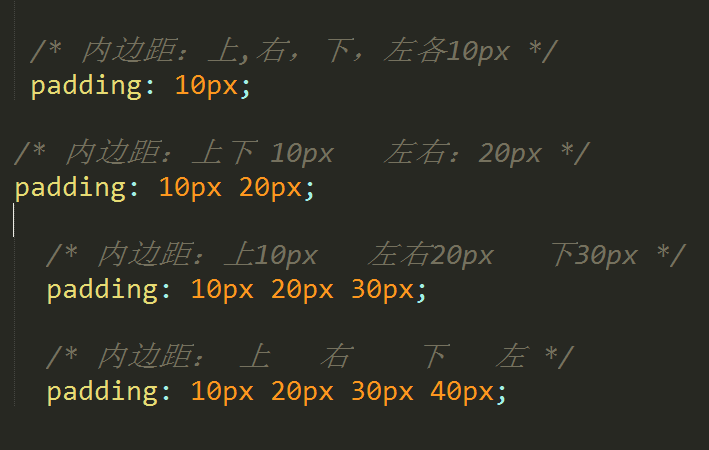 /* 内边距：上,右，下，左各10px */
padding: 10px;
/* 内边距：上下 10px 左右：20px */
padding: 10px 20px;
/* 内边距：上10px 左右20px 下30px */
padding: 10px 20px 30px;
/* 内边距： 上 右 下 左 */
padding: 10px 20px 30px 40px;